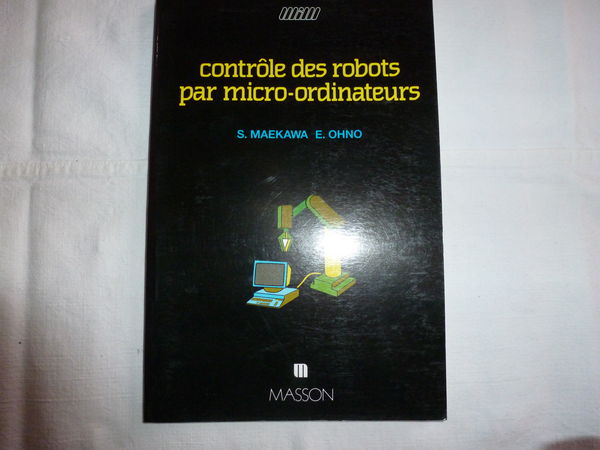 contrôle des robots
par micro-ordinateurs
S. MAEKAWA E. OHNO
MASSON